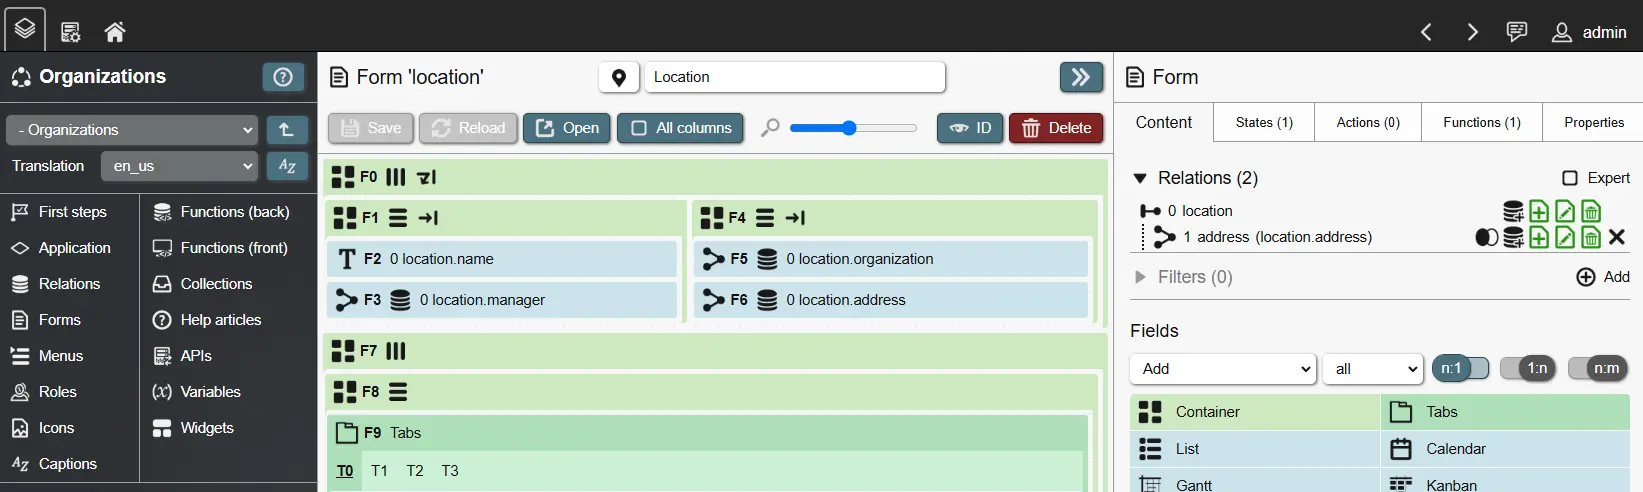 admin
Organizations
- Organizations
Translation
en_us
First steps
Functions (back)
Application
Functions (front)
Relations
Collections
Forms
Help articles
Menus
APIs
Roles
Variables
Icons
Widgets
Captions
Form 'location'
Location
Save
Reload
Open
All columns
ID
Delete
F0
F1
F2 0 location.name
F3 0 location.manager
F4
F5 0 location.organization
F6 0 location.address
F7
F8
F9 Tabs
T0 T1 T2 T3
Form
Content
States (1)
Actions (0)
Functions (1)
Properties
Relations (2)
Expert
0 location
1 address (location.address)
Filters (0)
Add
Fields
Add
all
n:1
1:n
n:m
Container
Tabs
List
Calendar
Gantt
Kanban